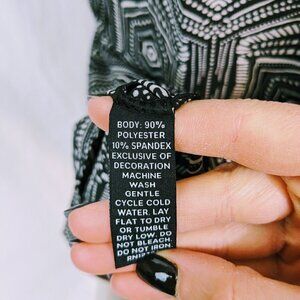 BODY: 90%
POLYESTER
10% SPANDEX
EXCLUSIVE OF
DECORATION
MACHINE
WASH
GENTLE
CYCLE COLD
WATER. LAY
FLAT TO DRY
OR TUMBLE
DRY LOW. DO
NOT BLEACH.
DO NOT IRON.